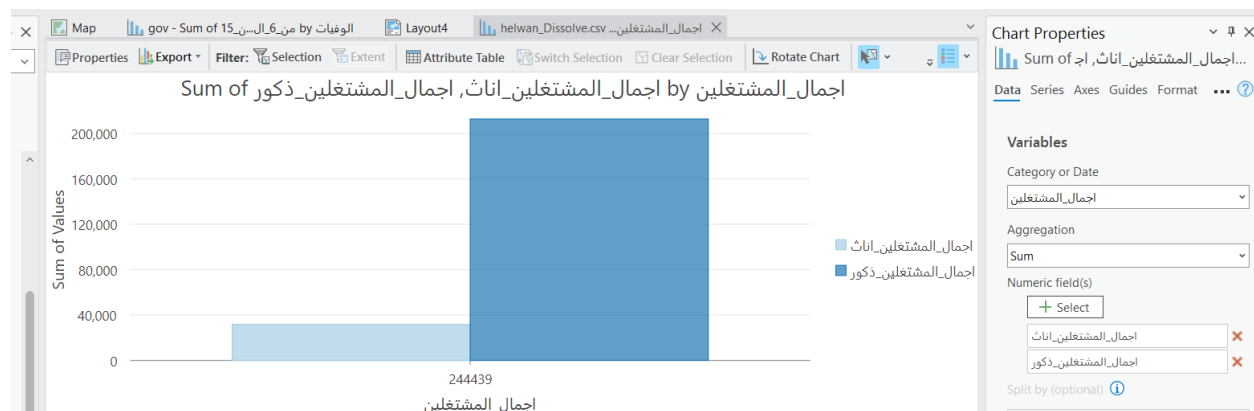 Map
gov - Sum of 15_الوفيات by من_6_ال...ن
Layout4
helwan_Dissolve.csv ...اجمال_المشتغلين
Properties
Export
Filter:
Selection
Extent
Attribute Table
Switch Selection
Clear Selection
Rotate Chart
Sum of اجمال_المشتغلين_اناث, اجمال_المشتغلين_ذكور by اجمال_المشتغلين
200,000
160,000
120,000
80,000
40,000
0
Sum of Values
244439
اجمال_المشتغلين
اجمال_المشتغلين_اناث
اجمال_المشتغلين_ذكور
Chart Properties
Sum of اجمال_المشتغلين_اناث, اجـ...
Data Series Axes Guides Format
Variables
Category or Date
اجمال_المشتغلين
Aggregation
Sum
Numeric field(s)
Select
اجمال_المشتغلين_اناث
اجمال_المشتغلين_ذكور
Split by (optional)